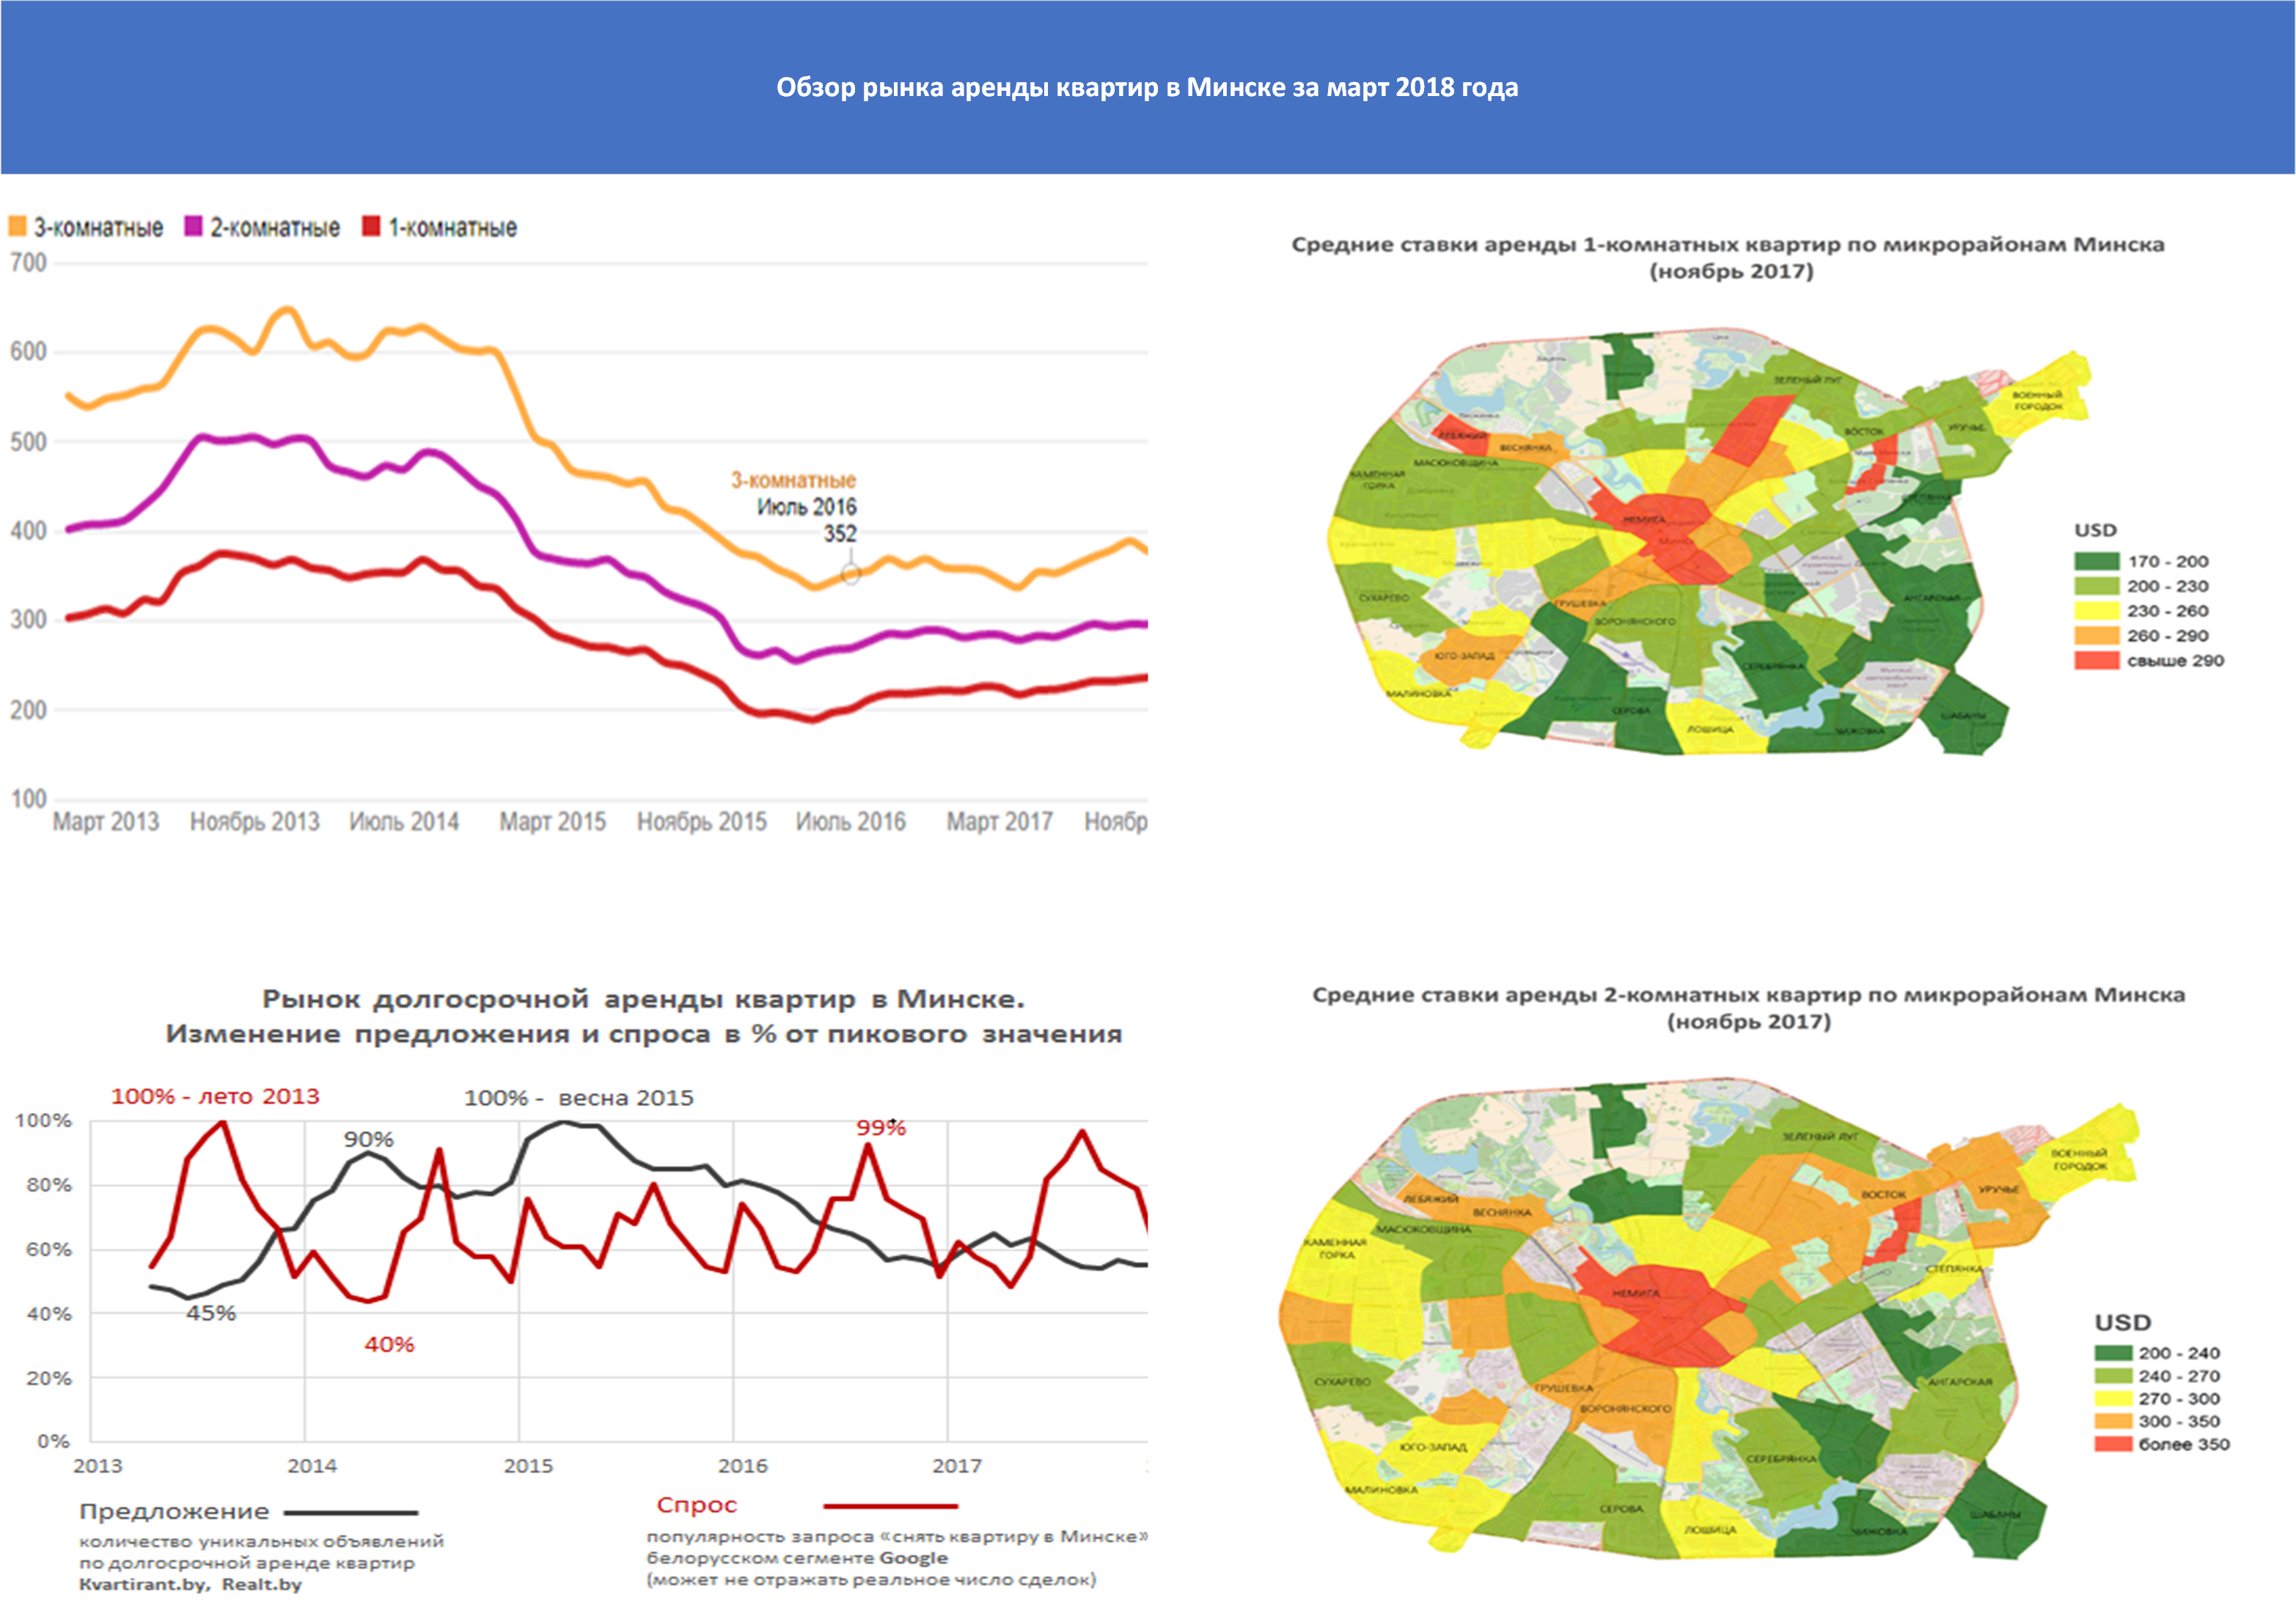 Обзор рынка аренды квартир в Минске за март 2018 года
3-комнатные 2-комнатные 1-комнатные
700
600
500
400
300
200
100
3-комнатные
Июль 2016
352
Март 2013 Ноябрь 2013 Июль 2014 Март 2015 Ноябрь 2015 Июль 2016 Март 2017 Ноябр
Средние ставки аренды 1-комнатных квартир по микрорайонам Минска
(ноябрь 2017)
ЗЕЛЕНЫЙ ЛУГ
ВОЕННЫЙ
ГОРОДОК
ЛЕБЯЖИЙ
ВЕСНЯНКА
ВОСТОК
УРУЧЬЕ
МАСЮКОВЩИНА
КАМЕННАЯ
ГОРКА
СТЕПЯНКА
НЕМИГА
Минск
СУХАРЕВО
ГРУШЕВКА
АНГАРСКАЯ
ВОРОНЯНСКОГО
ЮГО-ЗАПАД
СЕРЕБРЯНКА
МАЛИНОВКА
СЕРОВА
ШАБАНЫ
ЛОШИЦА
ЧИЖОВКА
USD
170 - 200
200 - 230
230 - 260
260 - 290
свыше 290
Рынок долгосрочной аренды квартир в Минске.
Изменение предложения и спроса в % от пикового значения
100% - лето 2013
100% - весна 2015
90%
99%
45%
40%
100%
80%
60%
40%
20%
0%
2013 2014 2015 2016 2017
Предложение
количество уникальных объявлений
по долгосрочной аренде квартир
Kvartirant.by, Realt.by
Спрос
популярность запроса «снять квартиру в Минске»
белорусском сегменте Google
(может не отражать реальное число сделок)
Средние ставки аренды 2-комнатных квартир по микрорайонам Минска
(ноябрь 2017)
ЗЕЛЕНЫЙ ЛУГ
ВОЕННЫЙ
ГОРОДОК
ЛЕБЯЖИЙ
ВЕСНЯНКА
ВОСТОК
УРУЧЬЕ
МАСЮКОВЩИНА
КАМЕННАЯ
ГОРКА
СТЕПЯНКА
НЕМИГА
СУХАРЕВО
ГРУШЕВКА
АНГАРСКАЯ
ВОРОНЯНСКОГО
ЮГО-ЗАПАД
СЕРЕБРЯНКА
МАЛИНОВКА
СЕРОВА
ШАБАНЫ
ЛОШИЦА
ЧИЖОВКА
USD
200 - 240
240 - 270
270 - 300
300 - 350
более 350